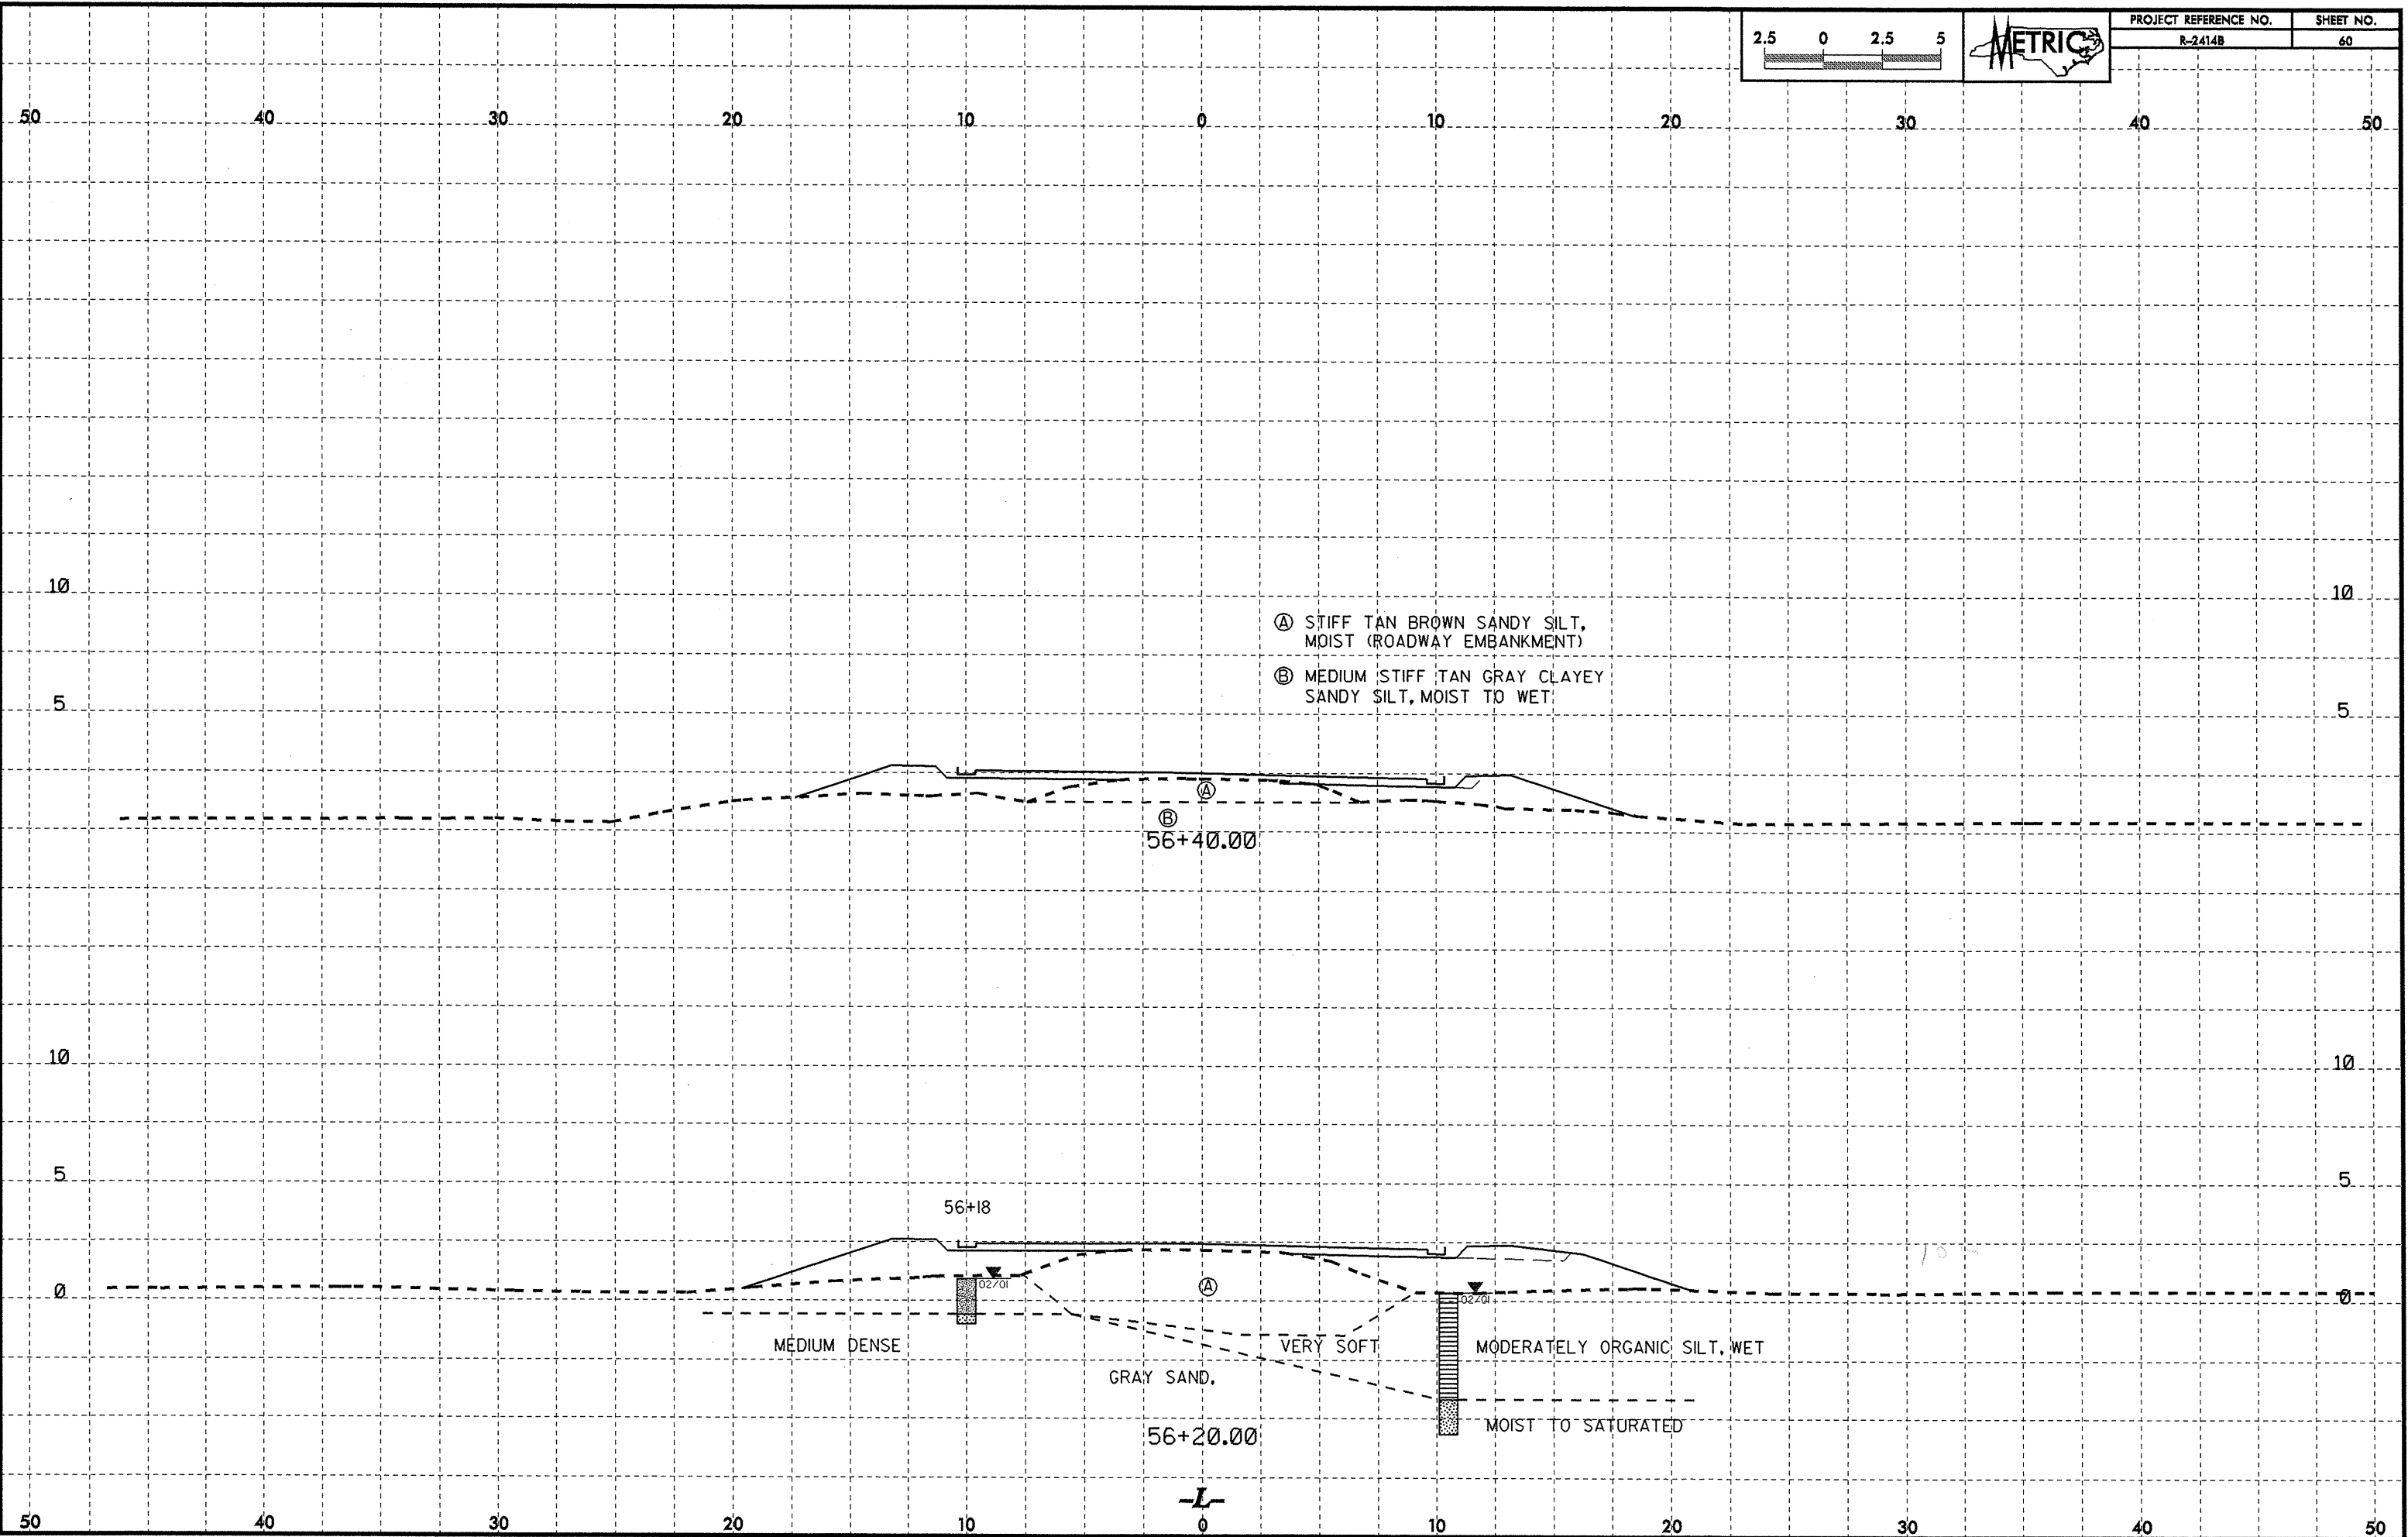 PROJECT REFERENCE NO. SHEET NO.
R-2414B 60
2.5 0 2.5 5
METRIC
50 40 30 20 10 0 10 20 30 40 50
10 10
Ⓐ STIFF TAN BROWN SANDY SILT,
MOIST (ROADWAY EMBANKMENT)
Ⓑ MEDIUM STIFF TAN GRAY CLAYEY
SANDY SILT, MOIST TO WET
5 5
Ⓐ
Ⓑ
56+40.00
10 10
5 5
56+18
0 02/01 Ⓐ 02/01 0
MEDIUM DENSE VERY SOFT MODERATELY ORGANIC SILT, WET
GRAY SAND,
MOIST TO SATURATED
56+20.00
-L-
50 40 30 20 10 0 10 20 30 40 50